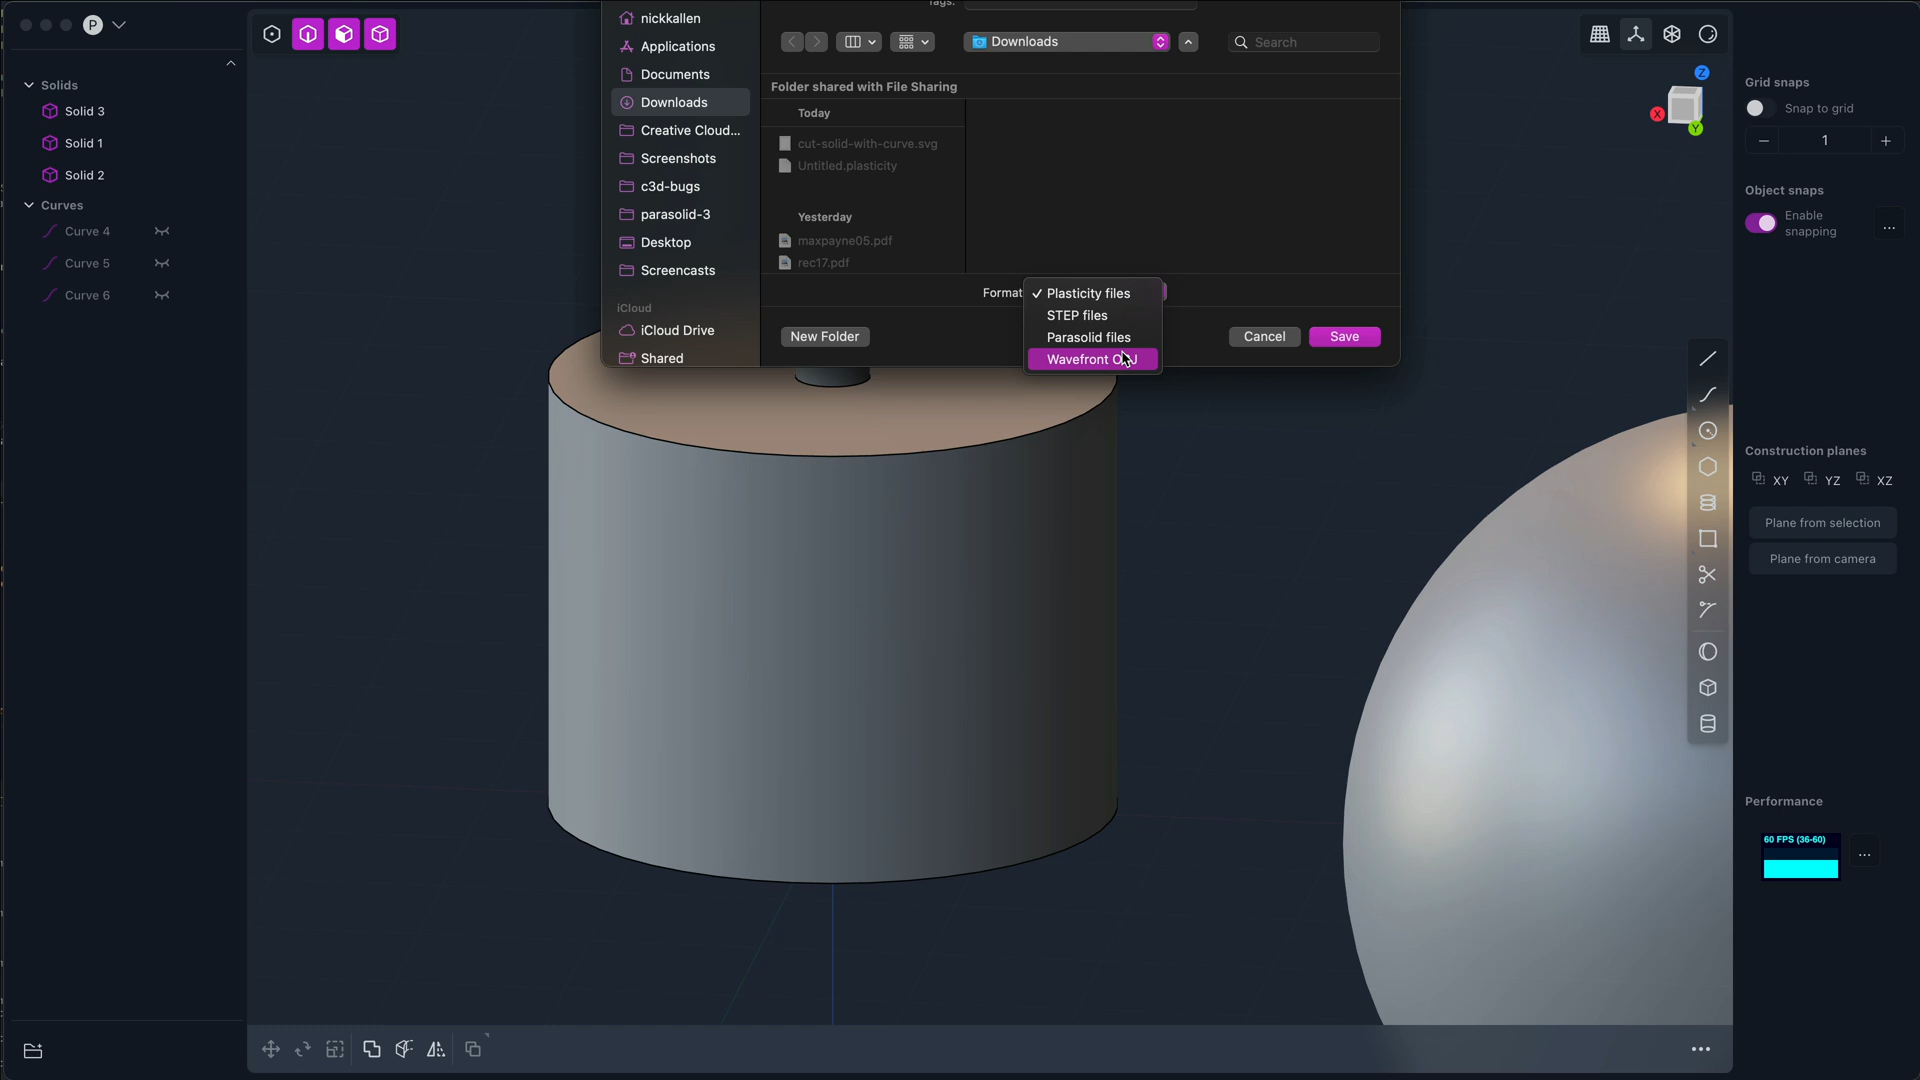 P
Solids
Solid 3
Solid 1
Solid 2
Curves
Curve 4
Curve 5
Curve 6
Tags:
nickkallen
Applications
Documents
Downloads
Creative Cloud...
Screenshots
c3d-bugs
parasolid-3
Desktop
Screencasts
iCloud
iCloud Drive
Shared
Downloads
Search
Folder shared with File Sharing
Today
cut-solid-with-curve.svg
Untitled.plasticity
Yesterday
maxpayne05.pdf
rec17.pdf
Format
Plasticity files
STEP files
Parasolid files
Wavefront
New Folder
Cancel
Save
Z
X
Y
Grid snaps
Snap to grid
1
Object snaps
Enable
snapping
...
Construction planes
XY YZ XZ
Plane from selection
Plane from camera
Performance
60 FPS (36-60)
...